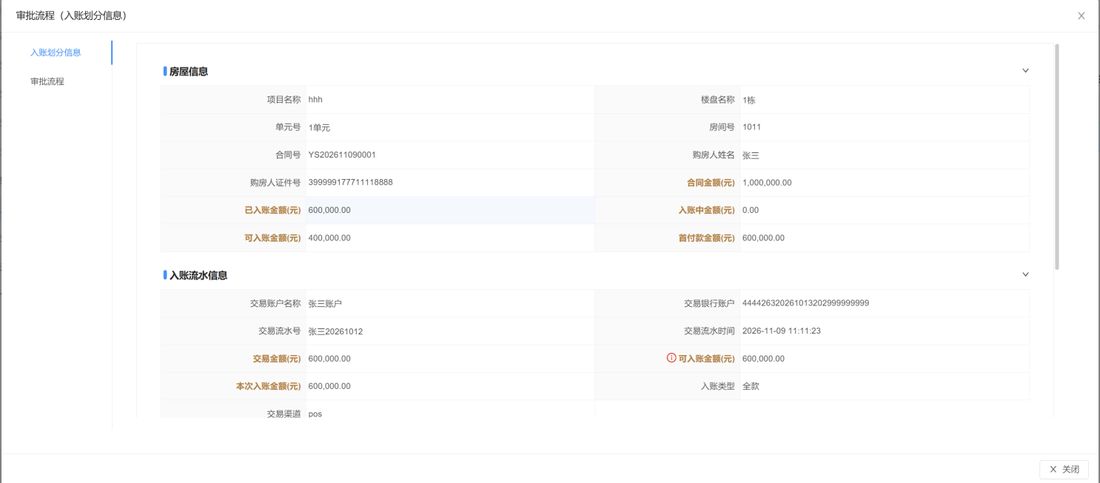 审批流程（入账划分信息）
入账划分信息
审批流程
房屋信息
项目名称 hhh 楼盘名称 1栋
单元号 1单元 房间号 1011
合同号 YS202611090001 购房人姓名 张三
购房人证件号 399999177711118888 合同金额(元) 1,000,000.00
已入账金额(元) 600,000.00 入账中金额(元) 0.00
可入账金额(元) 400,000.00 首付款金额(元) 600,000.00
入账流水信息
交易账户名称 张三账户 交易银行账户 444426320261013202999999999
交易流水号 张三20261012 交易流水时间 2026-11-09 11:11:23
交易金额(元) 600,000.00 可入账金额(元) 600,000.00
本次入账金额(元) 600,000.00 入账类型 全款
交易渠道 pos
关闭